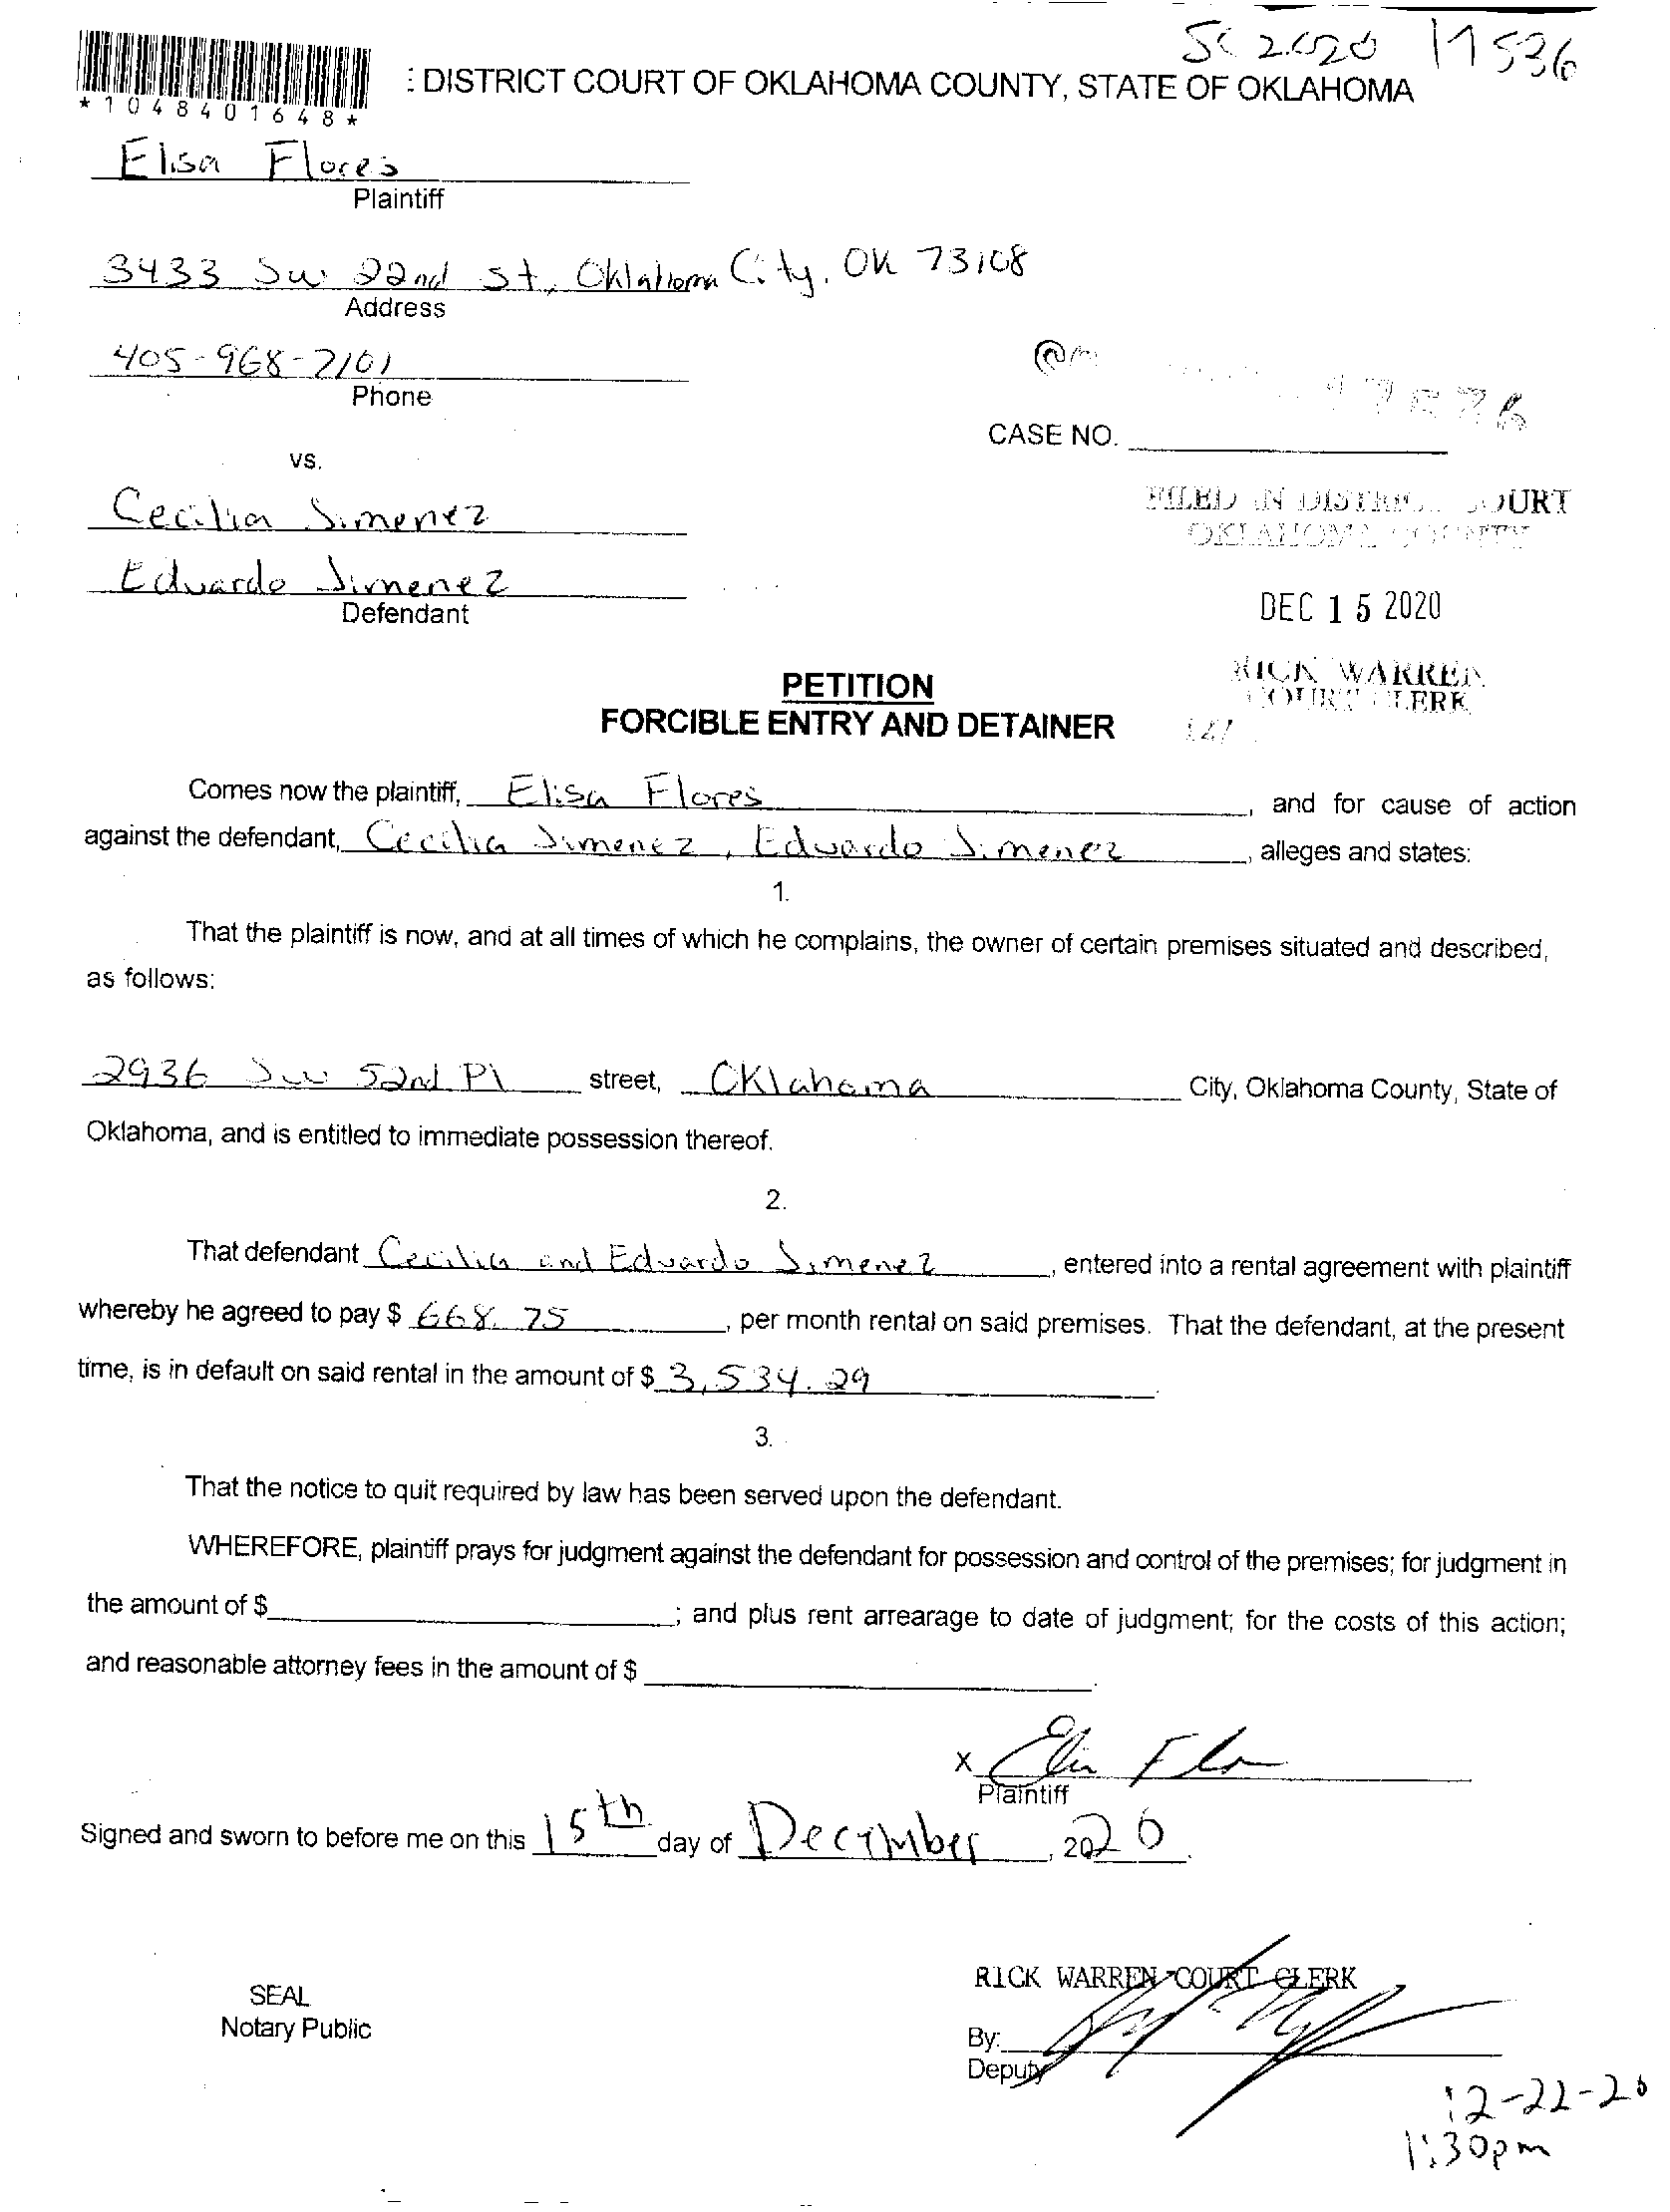 SC 2020 17536
*1048401648*
: DISTRICT COURT OF OKLAHOMA COUNTY, STATE OF OKLAHOMA
Elisa Flores
Plaintiff
3433 SW 22nd St, Oklahoma City, OK 73108
Address
405-968-7101
Phone
CASE NO.
vs.
Cecilia Jimenez
FILED IN DISTRICT COURT
OKLAHOMA COUNTY
Eduardo Jimenez
Defendant
DEC 15 2020
RICK WARREN
COURT CLERK
PETITION
FORCIBLE ENTRY AND DETAINER
Comes now the plaintiff, Elisa Flores, and for cause of action
against the defendant, Cecilia Jimenez, Eduardo Jimenez, alleges and states:
1.
That the plaintiff is now, and at all times of which he complains, the owner of certain premises situated and described,
as follows:
2936 SW 52nd Pl street, Oklahoma City, Oklahoma County, State of
Oklahoma, and is entitled to immediate possession thereof.
2.
That defendant Cecilia and Eduardo Jimenez, entered into a rental agreement with plaintiff
whereby he agreed to pay $ 668.75, per month rental on said premises. That the defendant, at the present
time, is in default on said rental in the amount of $ 3,534.29.
3.
That the notice to quit required by law has been served upon the defendant.
WHEREFORE, plaintiff prays for judgment against the defendant for possession and control of the premises; for judgment in
the amount of $ ; and plus rent arrearage to date of judgment; for the costs of this action;
and reasonable attorney fees in the amount of $ .
X Elisa Flo
Plaintiff
Signed and sworn to before me on this 15th day of December, 2020.
RICK WARREN COURT CLERK
SEAL
Notary Public
By:
Deputy
12-22-20
1:30pm